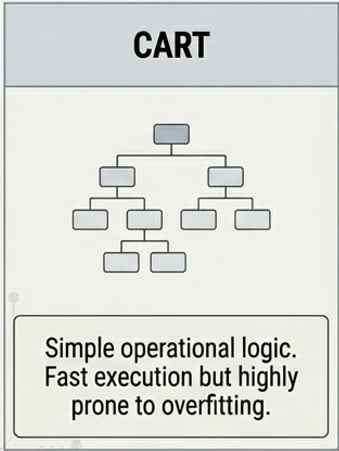 CART
Simple operational logic.
Fast execution but highly
prone to overfitting.